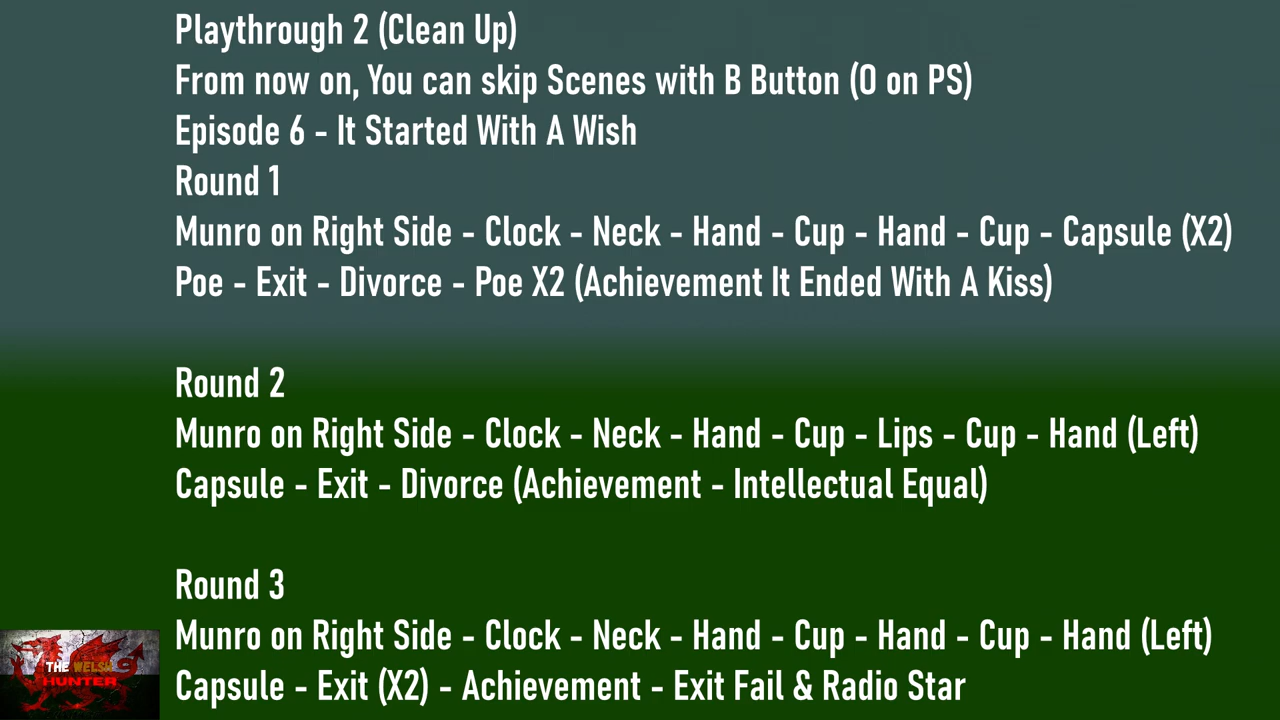 Playthrough 2 (Clean Up)
From now on, You can skip Scenes with B Button (O on PS)
Episode 6 - It Started With A Wish
Round 1
Munro on Right Side - Clock - Neck - Hand - Cup - Hand - Cup - Capsule (X2)
Poe - Exit - Divorce - Poe X2 (Achievement It Ended With A Kiss)
Round 2
Munro on Right Side - Clock - Neck - Hand - Cup - Lips - Cup - Hand (Left)
Capsule - Exit - Divorce (Achievement - Intellectual Equal)
Round 3
Munro on Right Side - Clock - Neck - Hand - Cup - Hand - Cup - Hand (Left)
Capsule - Exit (X2) - Achievement - Exit Fail & Radio Star
THE WELSH
HUNTER